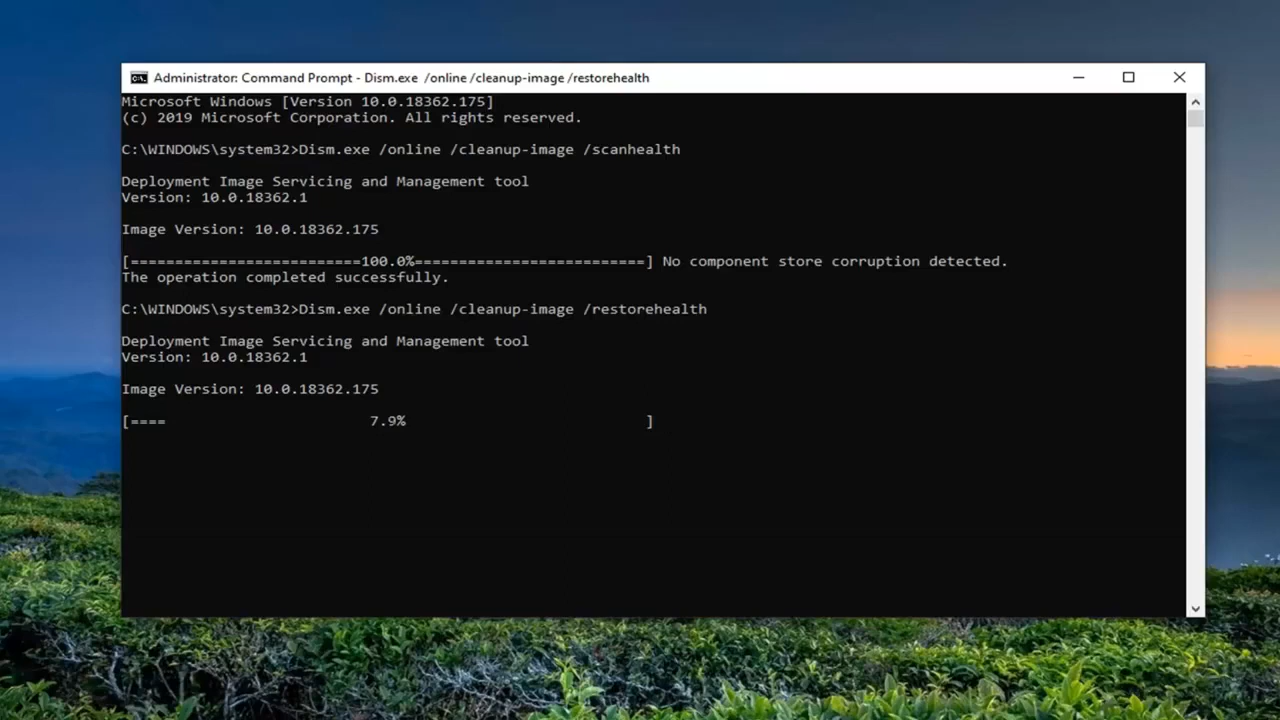 Administrator: Command Prompt - Dism.exe /online /cleanup-image /restorehealth
Microsoft Windows [Version 10.0.18362.175]
(c) 2019 Microsoft Corporation. All rights reserved.
C:\WINDOWS\system32>Dism.exe /online /cleanup-image /scanhealth
Deployment Image Servicing and Management tool
Version: 10.0.18362.1
Image Version: 10.0.18362.175
[==========================100.0%==========================] No component store corruption detected.
The operation completed successfully.
C:\WINDOWS\system32>Dism.exe /online /cleanup-image /restorehealth
Deployment Image Servicing and Management tool
Version: 10.0.18362.1
Image Version: 10.0.18362.175
[====                       7.9%                           ]